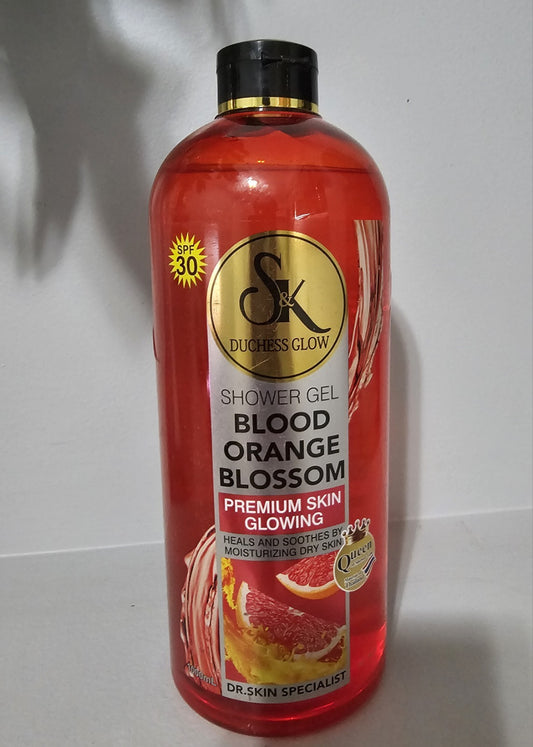 SPF
30
S&K
DUCHESS GLOW
SHOWER GEL
BLOOD
ORANGE
BLOSSOM
PREMIUM SKIN
GLOWING
HEALS AND SOOTHES BY
MOISTURIZING DRY SKIN
Queen
DR.SKIN SPECIALIST